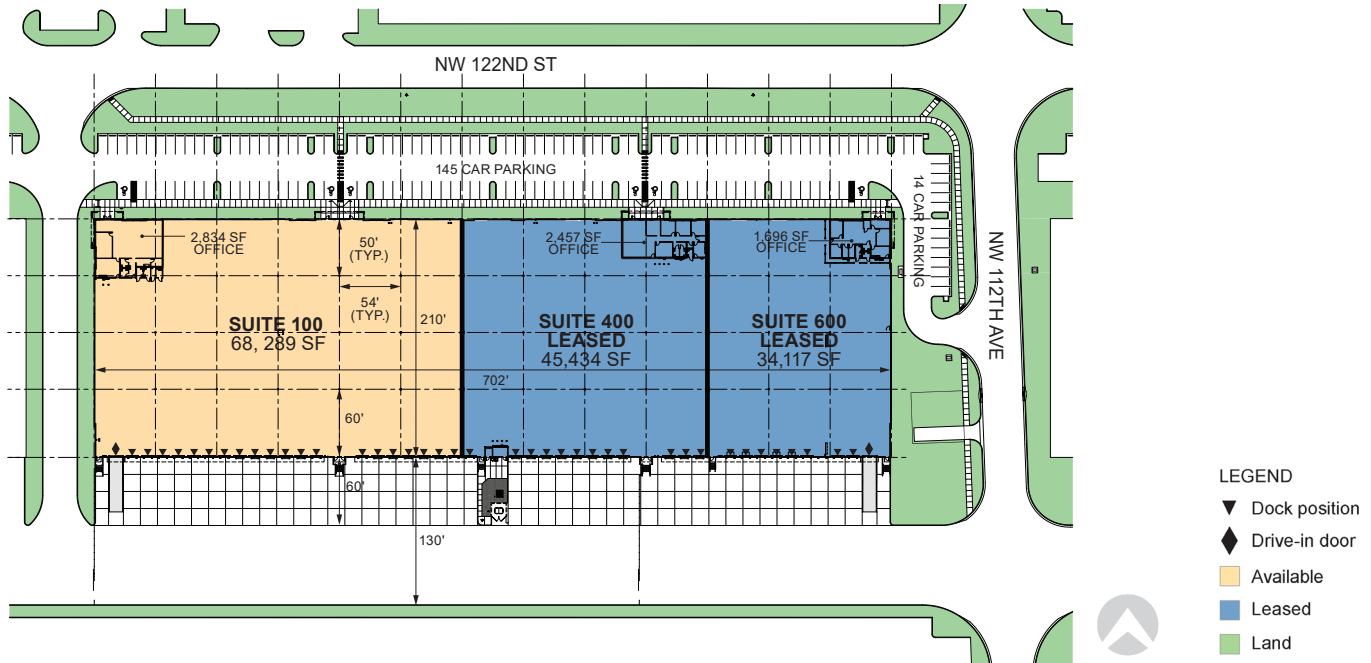 NW 122ND ST
145 CAR PARKING
14 CAR PARKING
NW 112TH AVE
2,834 SF
OFFICE
50'
(TYP.)
54'
(TYP.)
210'
SUITE 100
68, 289 SF
2,457 SF
OFFICE
SUITE 400
LEASED
45,434 SF
1,696 SF
OFFICE
SUITE 600
LEASED
34,117 SF
702'
60'
60'
130'
LEGEND
Dock position
Drive-in door
Available
Leased
Land